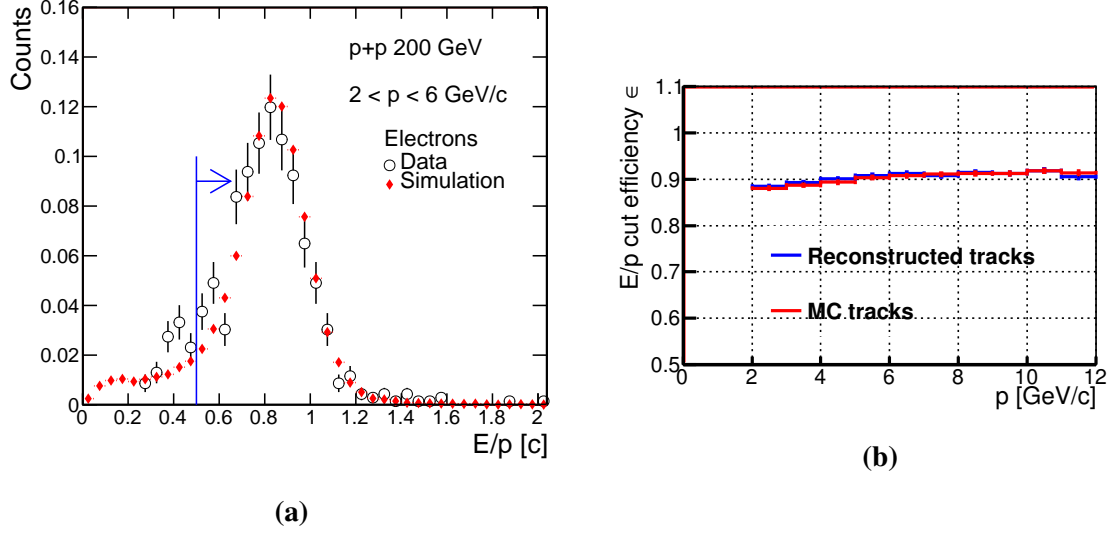 Counts
0.16
0.14
0.12
0.1
0.08
0.06
0.04
0.02
0
p+p 200 GeV
2 < p < 6 GeV/c
Electrons
Data
Simulation
0 0.2 0.4 0.6 0.8 1 1.2 1.4 1.6 1.8 2
E/p [c]
(a)
E/p cut efficiency ∈
1.1
1
0.9
0.8
0.7
0.6
0.5
Reconstructed tracks
MC tracks
0 2 4 6 8 10 12
p [GeV/c]
(b)